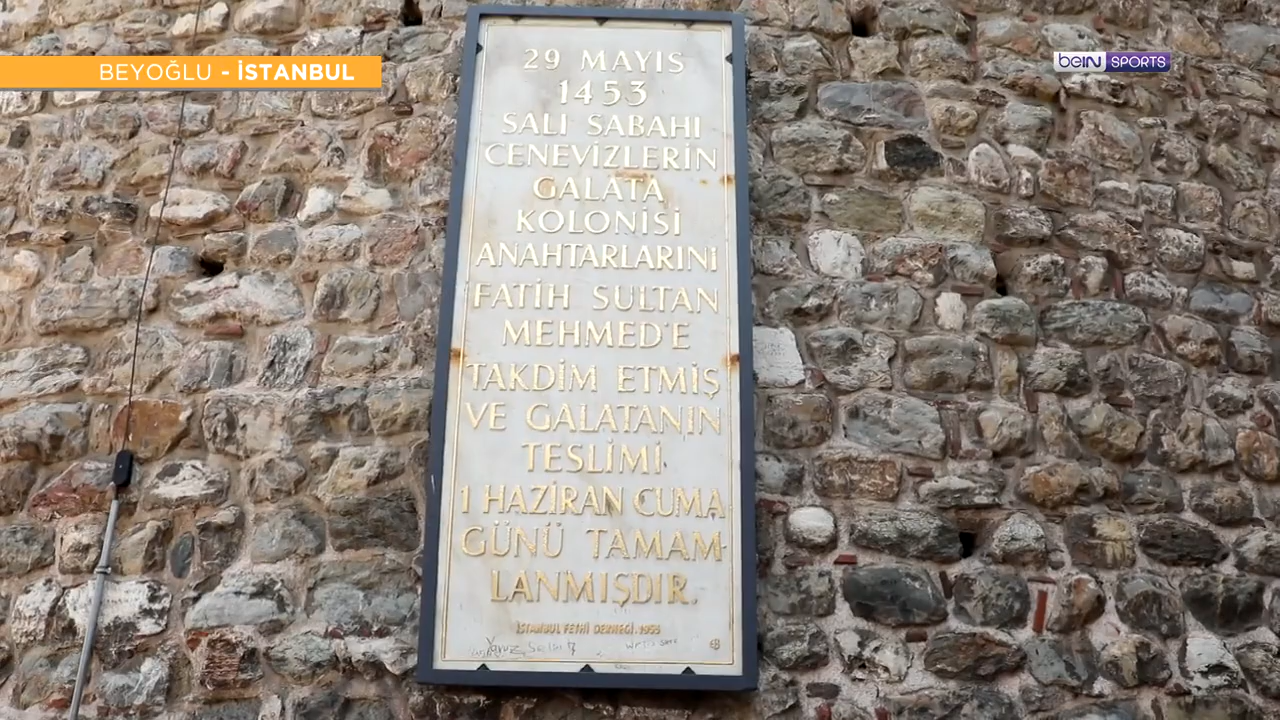 BEYOĞLU - İSTANBUL
beIN SPORTS
29 MAYIS
1453
SALI SABAHI
CENEVİZLERİN
GALATA
KOLONİSİ
ANAHTARLARINI
FATİH SULTAN
MEHMED'E
TAKDİM ETMİŞ
VE GALATANIN
TESLİMİ
1 HAZİRAN CUMA
GÜNÜ TAMAM-
LANMIŞDIR.
İSTANBUL FETHİ DERNEĞİ. 1953